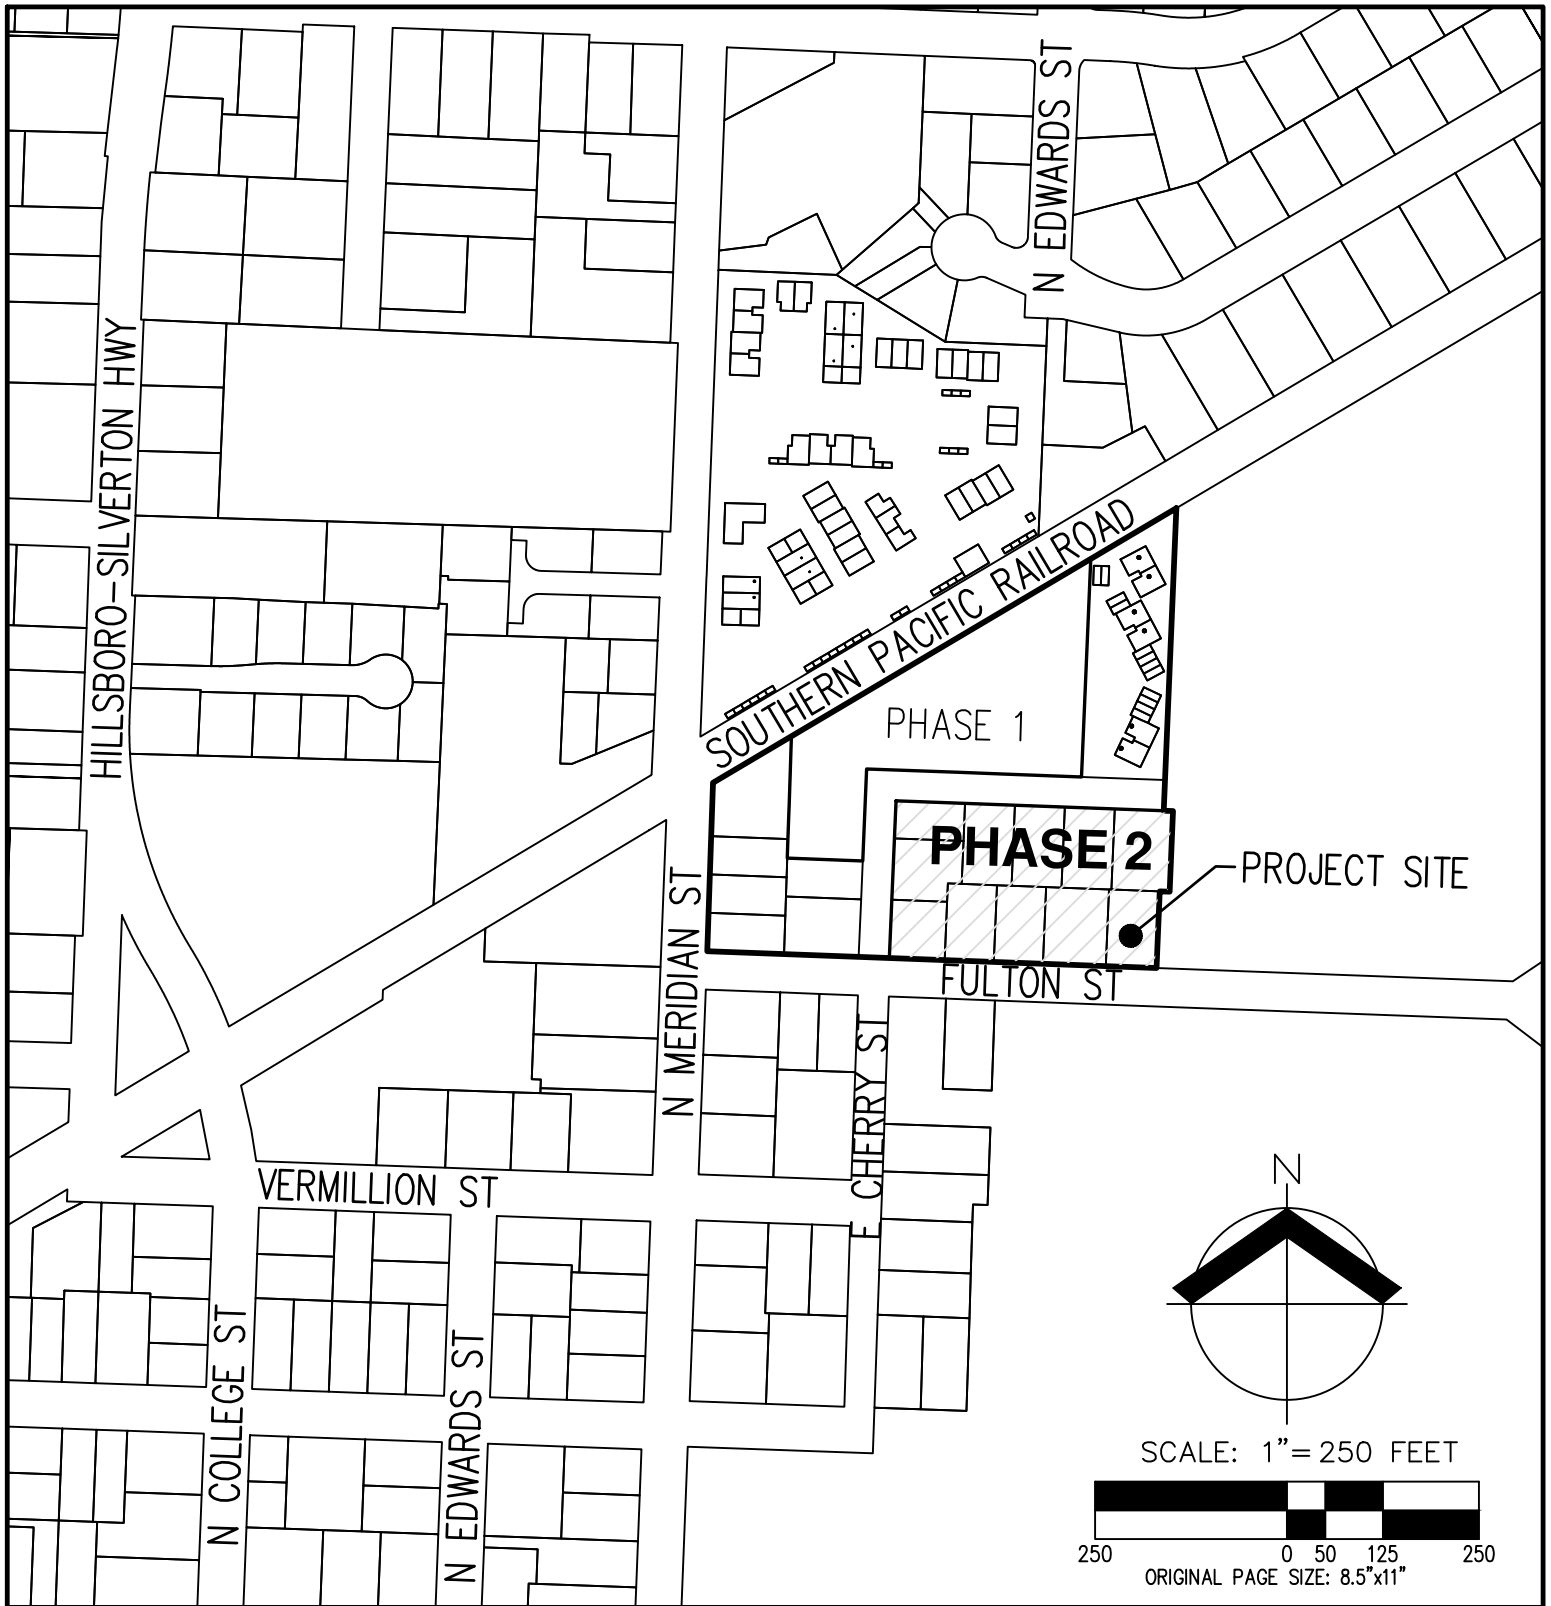 N EDWARDS ST
HILLSBORO-SILVERTON HWY
SOUTHERN PACIFIC RAILROAD
PHASE 1
PHASE 2
PROJECT SITE
N MERIDIAN ST
FULTON ST
E CHERRY ST
VERMILLION ST
N
N COLLEGE ST
N EDWARDS ST
SCALE: 1"= 250 FEET
250 0 50 125 250
ORIGINAL PAGE SIZE: 8.5"x11"